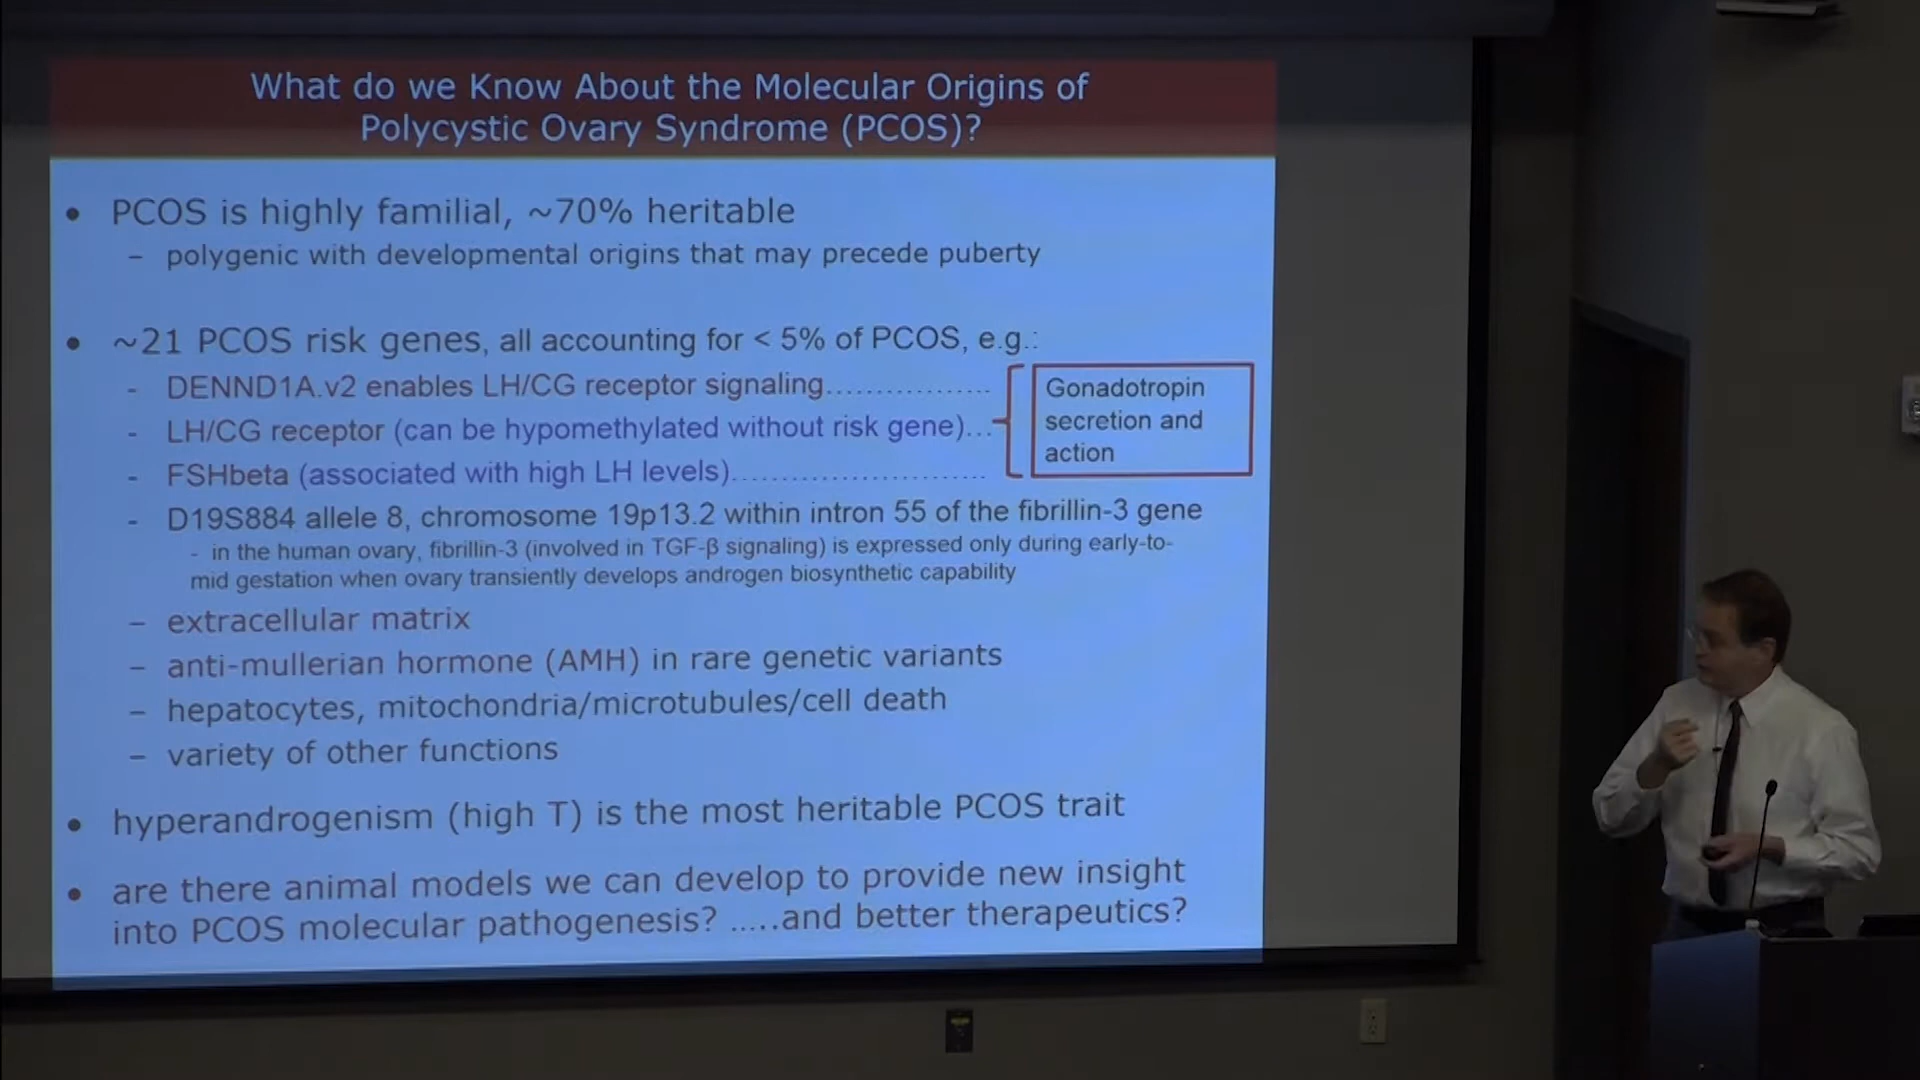 What do we Know About the Molecular Origins of
Polycystic Ovary Syndrome (PCOS)?
• PCOS is highly familial, ~70% heritable
– polygenic with developmental origins that may precede puberty
• ~21 PCOS risk genes, all accounting for < 5% of PCOS, e.g.:
- DENND1A.v2 enables LH/CG receptor signaling..................
- LH/CG receptor (can be hypomethylated without risk gene)...
- FSHbeta (associated with high LH levels)...........................
Gonadotropin
secretion and
action
- D19S884 allele 8, chromosome 19p13.2 within intron 55 of the fibrillin-3 gene
- in the human ovary, fibrillin-3 (involved in TGF-β signaling) is expressed only during early-to-
mid gestation when ovary transiently develops androgen biosynthetic capability
– extracellular matrix
– anti-mullerian hormone (AMH) in rare genetic variants
– hepatocytes, mitochondria/microtubules/cell death
– variety of other functions
• hyperandrogenism (high T) is the most heritable PCOS trait
• are there animal models we can develop to provide new insight
into PCOS molecular pathogenesis? .....and better therapeutics?